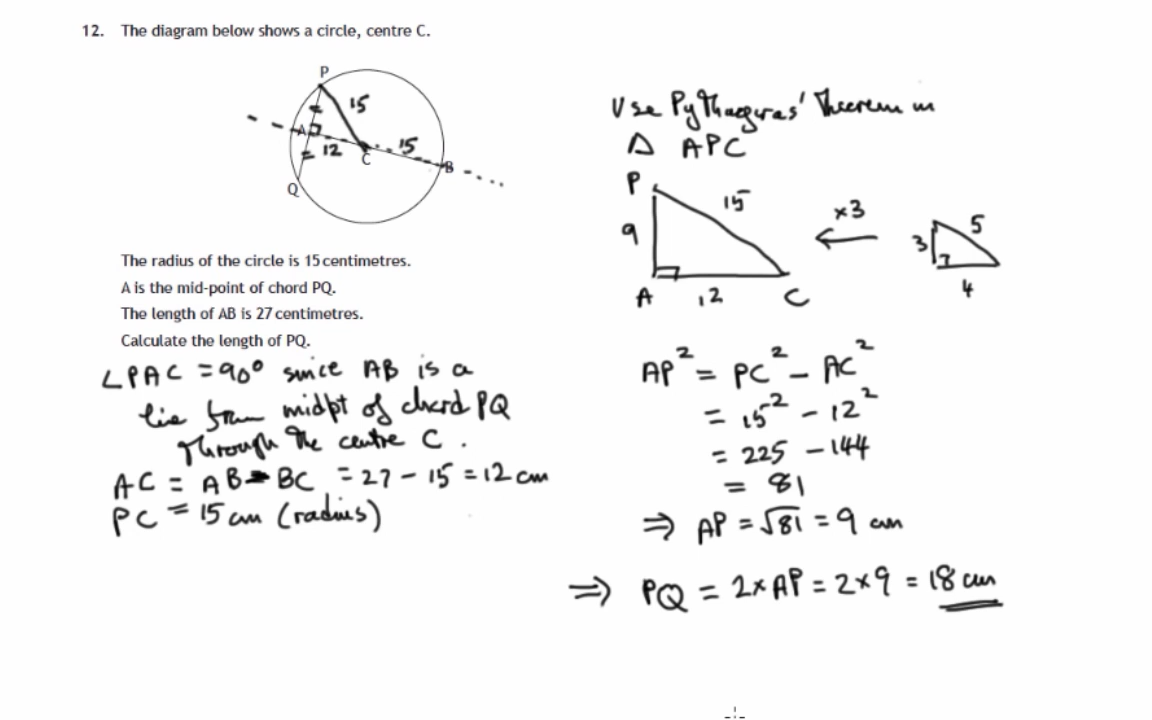 12. The diagram below shows a circle, centre C.
P
15
A
12
C
15
B
Q
The radius of the circle is 15 centimetres.
A is the mid-point of chord PQ.
The length of AB is 27 centimetres.
Calculate the length of PQ.
∠PAC = 90° since AB is a
line from midpt of chord PQ
through the centre C.
AC = AB - BC = 27 - 15 = 12 cm
PC = 15 cm (radius)
Use Pythagoras' Theorem in
Δ APC
P
15
9
A 12 C
×3
←
3 5
4
AP² = PC² - AC²
= 15² - 12²
= 225 - 144
= 81
⇒ AP = √81 = 9 cm
⇒ PQ = 2×AP = 2×9 = 18 cm